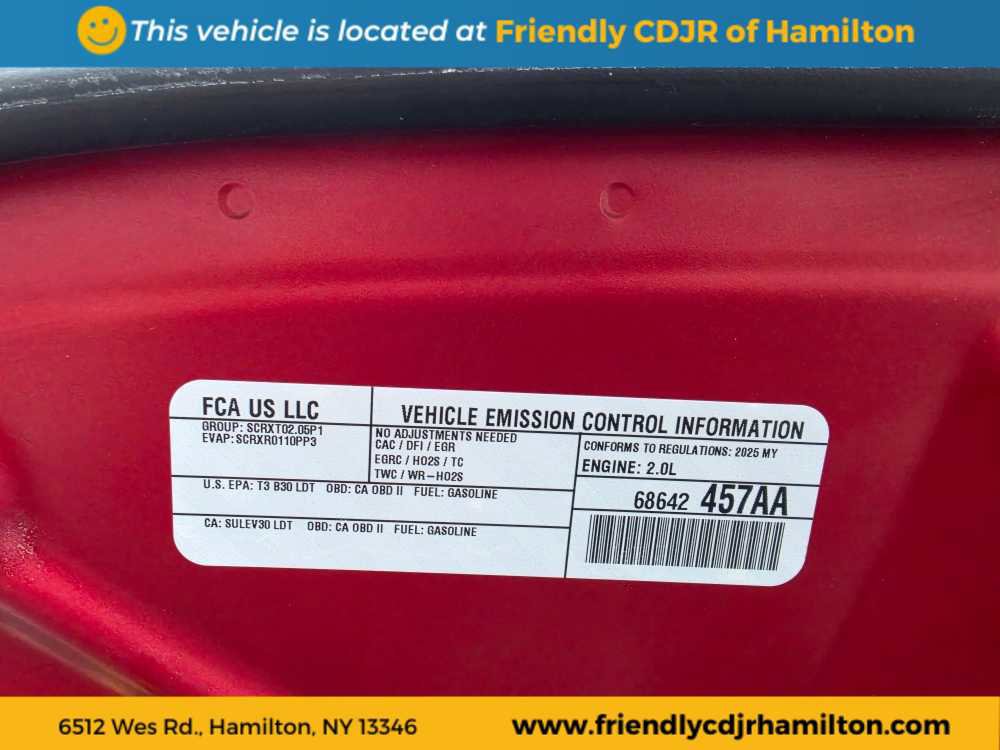 This vehicle is located at Friendly CDJR of Hamilton
FCA US LLC
GROUP: SCRXT02.05P1
EVAP: SCRXR0110PP3
VEHICLE EMISSION CONTROL INFORMATION
NO ADJUSTMENTS NEEDED
CAC / DFI / EGR
EGRC / HO2S / TC
TWC / WR-HO2S
CONFORMS TO REGULATIONS: 2025 MY
ENGINE: 2.0L
U.S. EPA: T3 B30 LDT OBD: CA OBD II FUEL: GASOLINE
68642 457AA
CA: SULEV30 LDT OBD: CA OBD II FUEL: GASOLINE
6512 Wes Rd., Hamilton, NY 13346
www.friendlycdjrhamilton.com